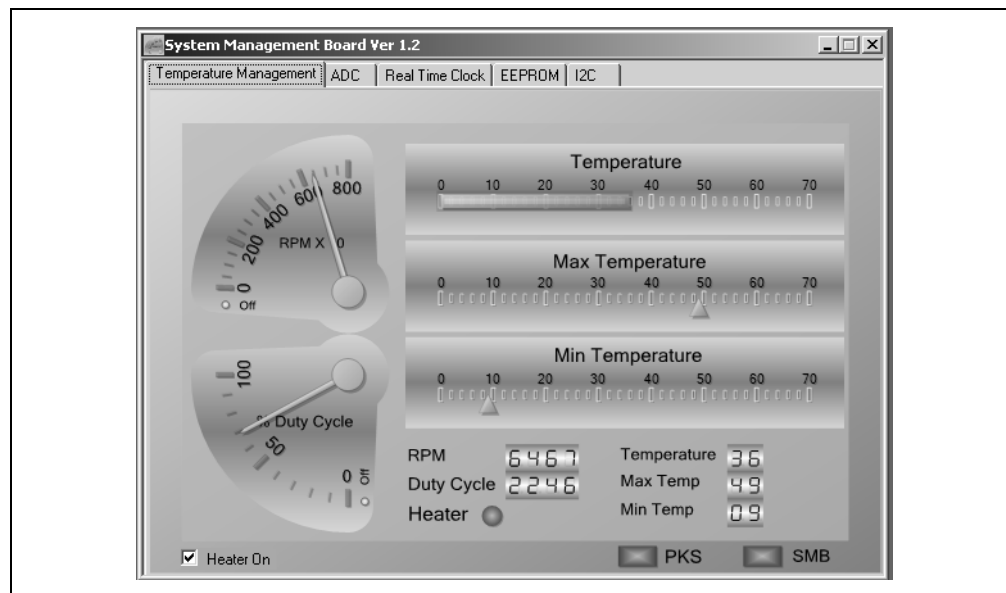 System Management Board Ver 1.2
Temperature Management ADC Real Time Clock EEPROM I2C
0 200 400 600 800
RPM X 0
Off
Temperature
0 10 20 30 40 50 60 70
Max Temperature
0 10 20 30 40 50 60 70
Min Temperature
0 10 20 30 40 50 60 70
100 50 0
% Duty Cycle
Off
RPM 6467
Duty Cycle 2246
Heater
Temperature 36
Max Temp 49
Min Temp 09
Heater On
PKS SMB